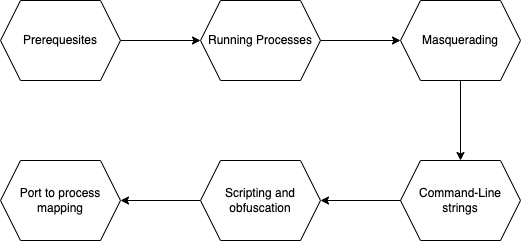 Prerequesites
Running Processes
Masquerading
Command-Line
strings
Scripting and
obfuscation
Port to process
mapping